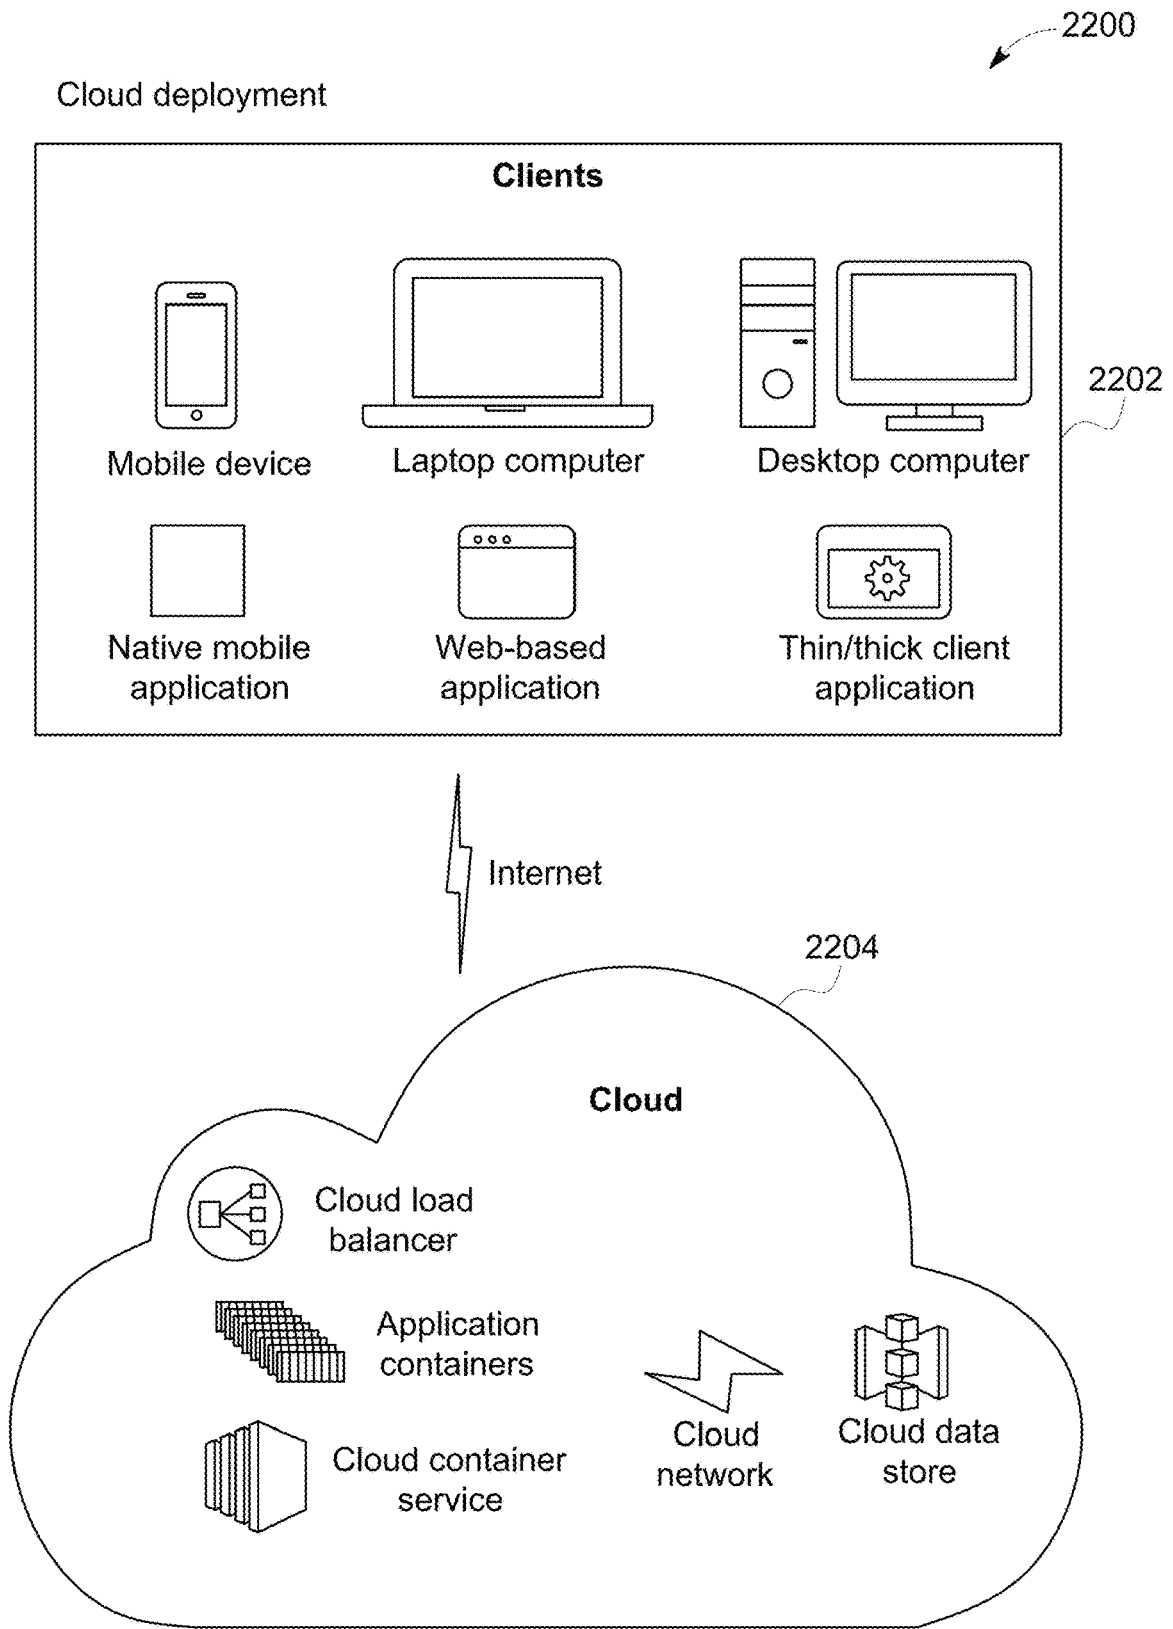 2200
Cloud deployment
Clients
2202
Mobile device
Laptop computer
Desktop computer
Native mobile
application
Web-based
application
Thin/thick client
application
Internet
2204
Cloud
Cloud load
balancer
Application
containers
Cloud container
service
Cloud
network
Cloud data
store